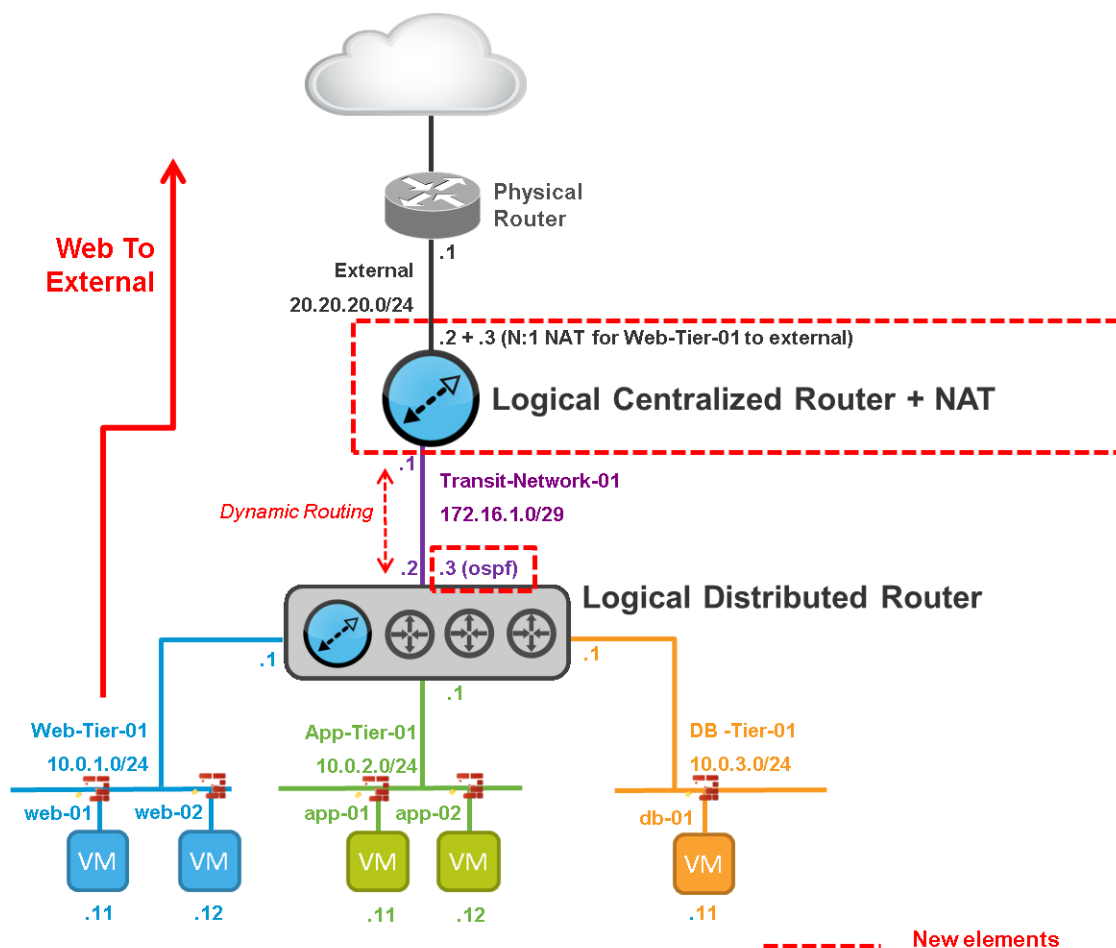 Physical
Router
.1
Web To
External
External
20.20.20.0/24
.2 + .3 (N:1 NAT for Web-Tier-01 to external)
Logical Centralized Router + NAT
.1
Transit-Network-01
172.16.1.0/29
Dynamic Routing
.2
.3 (ospf)
Logical Distributed Router
.1
.1
.1
Web-Tier-01
10.0.1.0/24
App-Tier-01
10.0.2.0/24
DB -Tier-01
10.0.3.0/24
web-01
web-02
app-01
app-02
db-01
VM
VM
VM
VM
VM
.11
.12
.11
.12
.11
New elements